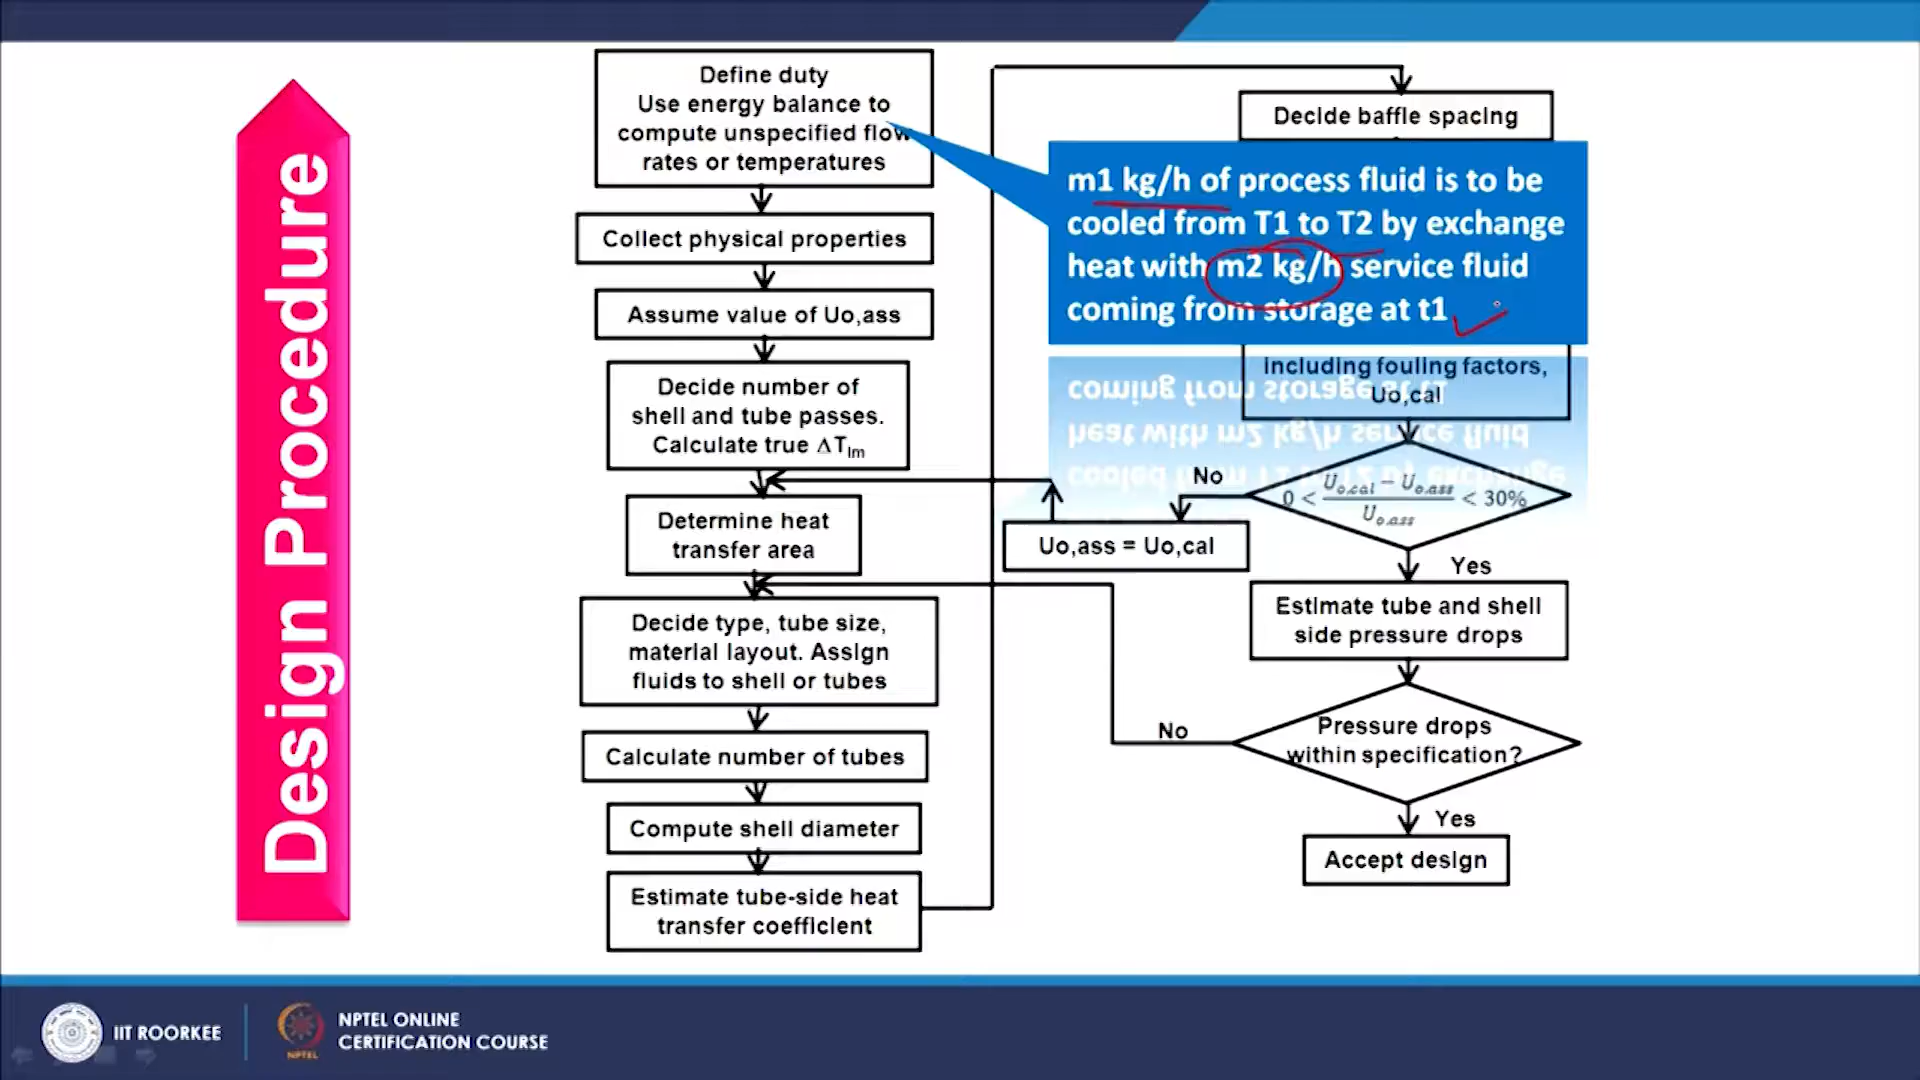 Design Procedure
Define duty
Use energy balance to
compute unspecified flow
rates or temperatures
Collect physical properties
Assume value of Uo,ass
Decide number of
shell and tube passes.
Calculate true ΔTlm
Determine heat
transfer area
Decide type, tube size,
material layout. Assign
fluids to shell or tubes
Calculate number of tubes
Compute shell diameter
Estimate tube-side heat
transfer coefficient
Decide baffle spacing
m1 kg/h of process fluid is to be
cooled from T1 to T2 by exchange
heat with m2 kg/h service fluid
coming from storage at t1
Including fouling factors,
Uo,cal
No
0 < (Uo,cal − Uo,ass) / Uo,ass < 30%
Uo,ass = Uo,cal
Yes
Estimate tube and shell
side pressure drops
No
Pressure drops
within specification?
Yes
Accept design
IIT ROORKEE
NPTEL
NPTEL ONLINE
CERTIFICATION COURSE